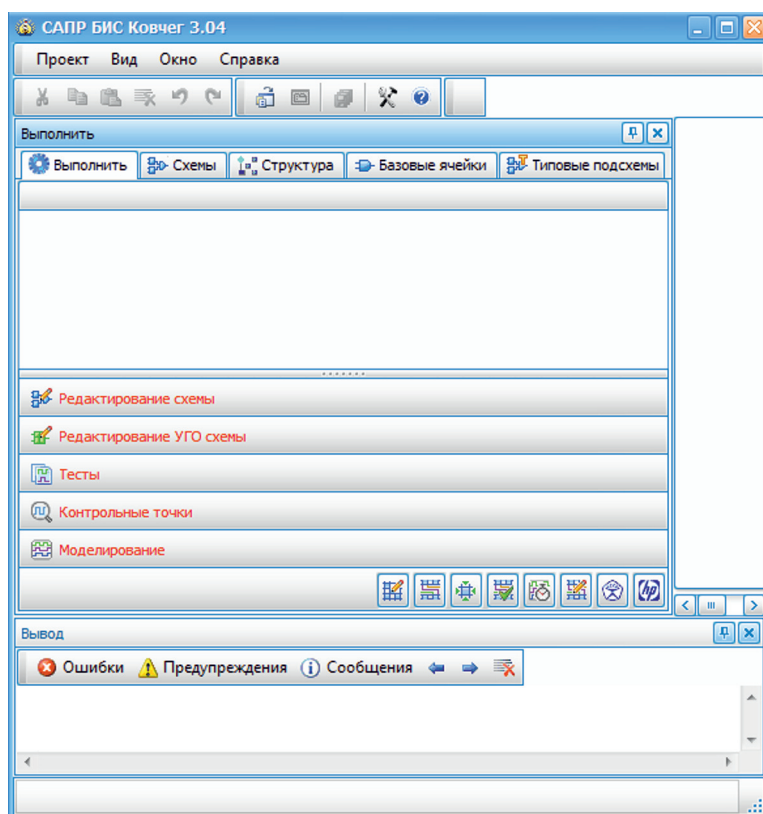 САПР БИС Ковчег 3.04
Проект Вид Окно Справка
Выполнить
Выполнить Схемы Структура Базовые ячейки Типовые подсхемы
Редактирование схемы
Редактирование УГО схемы
Тесты
Контрольные точки
Моделирование
hp
Вывод
Ошибки Предупреждения Сообщения